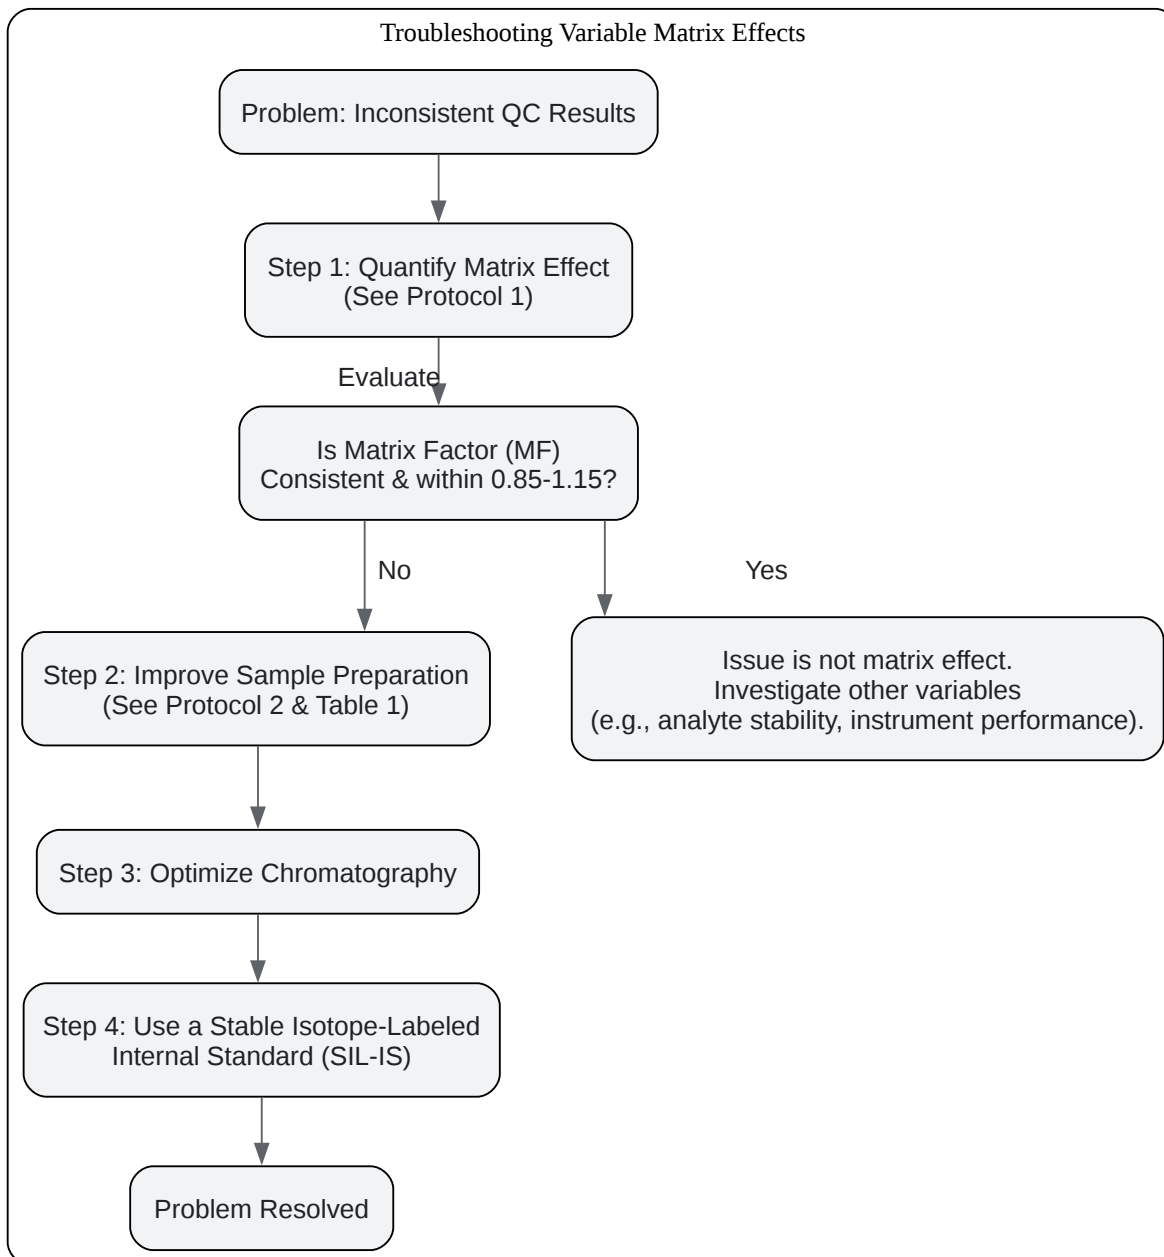 Troubleshooting Variable Matrix Effects
Problem: Inconsistent QC Results
Step 1: Quantify Matrix Effect
(See Protocol 1)
Evaluate
Is Matrix Factor (MF)
Consistent & within 0.85-1.15?
No
Yes
Step 2: Improve Sample Preparation
(See Protocol 2 & Table 1)
Issue is not matrix effect.
Investigate other variables
(e.g., analyte stability, instrument performance).
Step 3: Optimize Chromatography
Step 4: Use a Stable Isotope-Labeled
Internal Standard (SIL-IS)
Problem Resolved